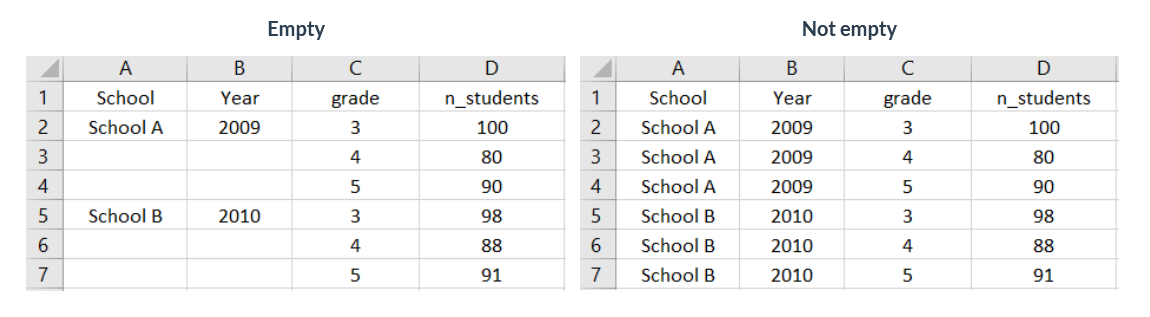 Empty Not empty
A B C D A B C D
1 School Year grade n_students 1 School Year grade n_students
2 School A 2009 3 100 2 School A 2009 3 100
3 4 80 3 School A 2009 4 80
4 5 90 4 School A 2009 5 90
5 School B 2010 3 98 5 School B 2010 3 98
6 4 88 6 School B 2010 4 88
7 5 91 7 School B 2010 5 91